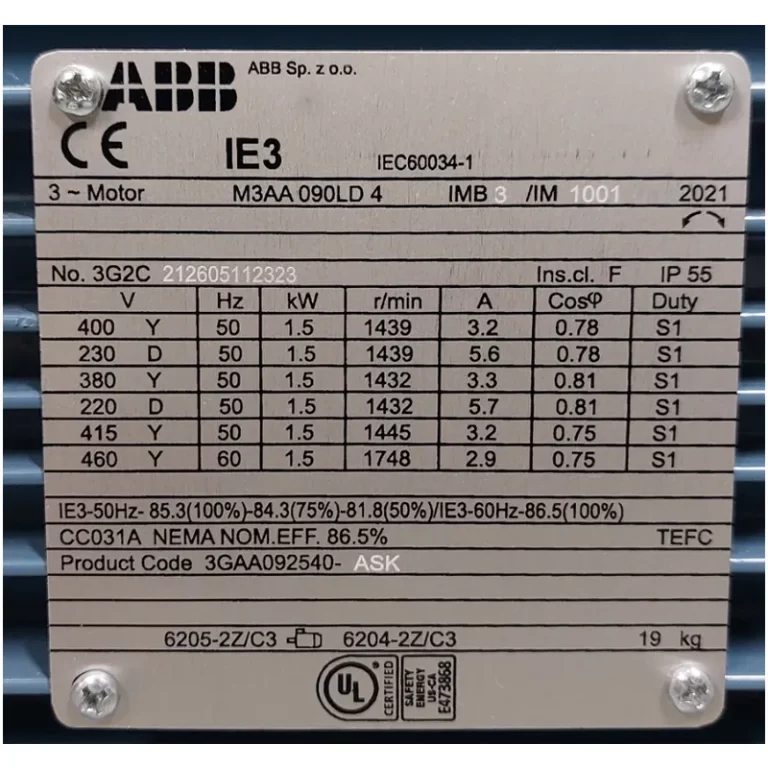 ABB ABB Sp. z o.o.
CE IE3 IEC60034-1
3 ~ Motor M3AA 090LD 4 IMB 3 /IM 1001 2021
No. 3G2C 212605112323 Ins.cl. F IP 55
V Hz kW r/min A Cosφ Duty
400 Y 50 1.5 1439 3.2 0.78 S1
230 D 50 1.5 1439 5.6 0.78 S1
380 Y 50 1.5 1432 3.3 0.81 S1
220 D 50 1.5 1432 5.7 0.81 S1
415 Y 50 1.5 1445 3.2 0.75 S1
460 Y 60 1.5 1748 2.9 0.75 S1
IE3-50Hz- 85.3(100%)-84.3(75%)-81.8(50%)/IE3-60Hz-86.5(100%)
CC031A NEMA NOM.EFF. 86.5% TEFC
Product Code 3GAA092540- ASK
6205-2Z/C3 6204-2Z/C3 19 kg
UL ® CERTIFIED SAFETY ENERGY US-CA E473868